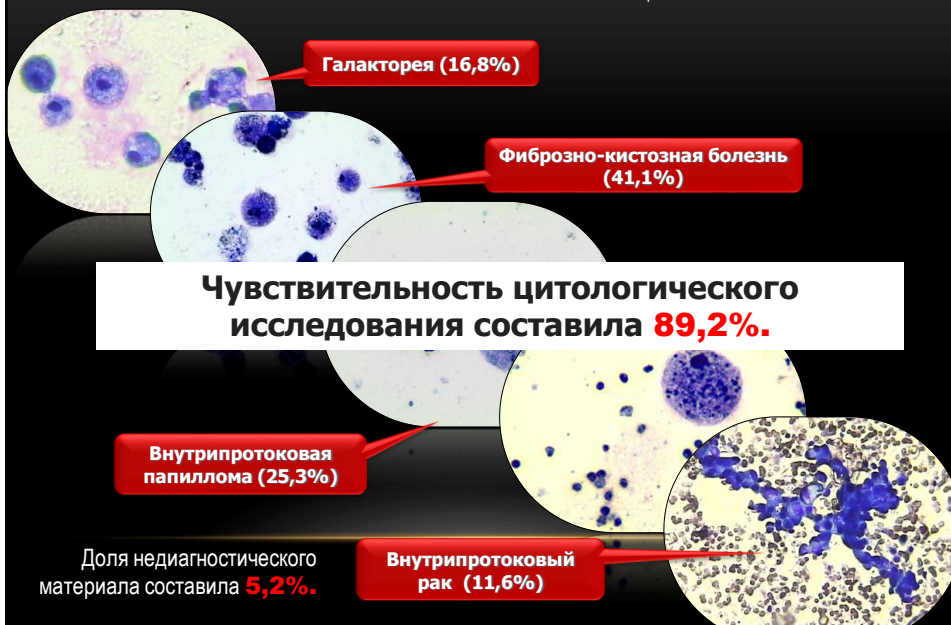 Галакторея (16,8%)
Фиброзно-кистозная болезнь
(41,1%)
Чувствительность цитологического
исследования составила 89,2%.
Внутрипротоковая
папиллома (25,3%)
Доля недиагностического
материала составила 5,2%.
Внутрипротоковый
рак (11,6%)